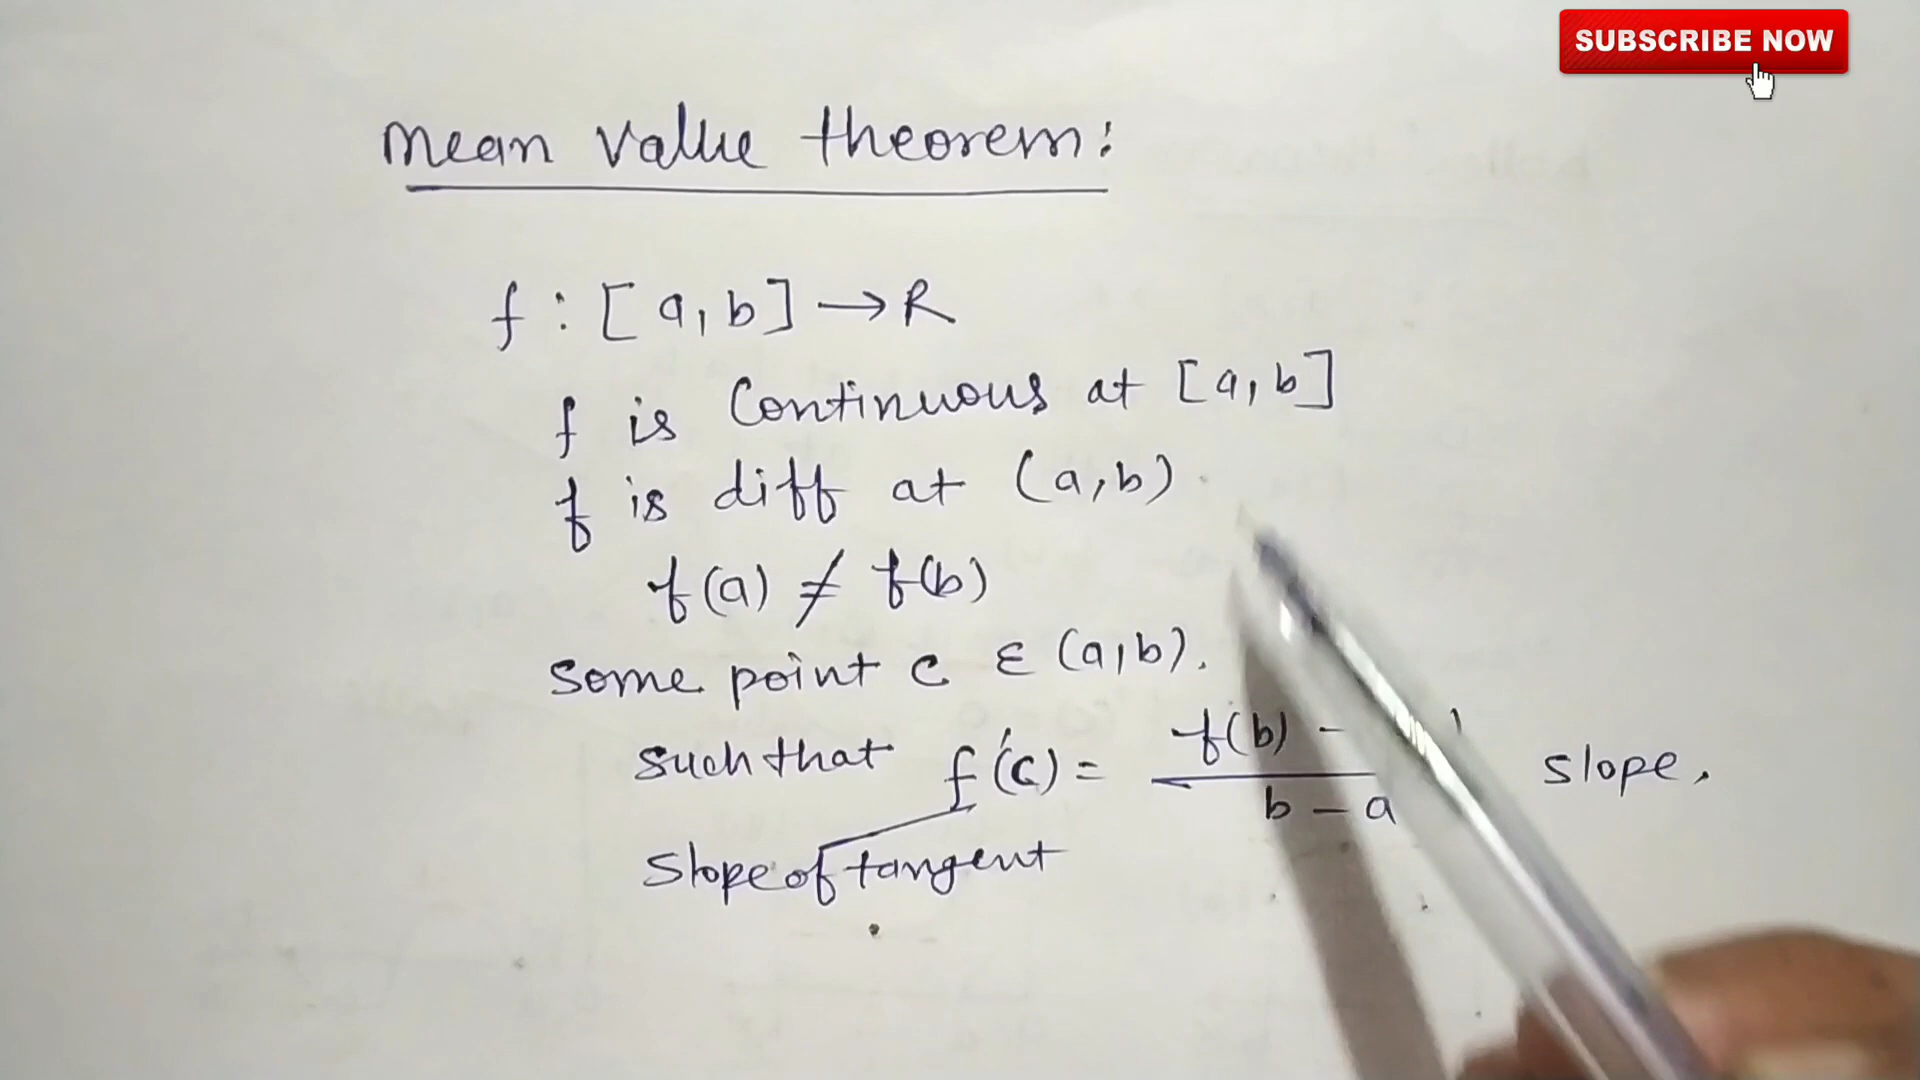 SUBSCRIBE NOW
Mean Value theorem:
f : [a, b] → R
f is Continuous at [a, b]
f is diff at (a, b)
f(a) ≠ f(b)
Some point c ε (a, b).
such that f'(c) = f(b) - / b - a slope.
Slope of tangent